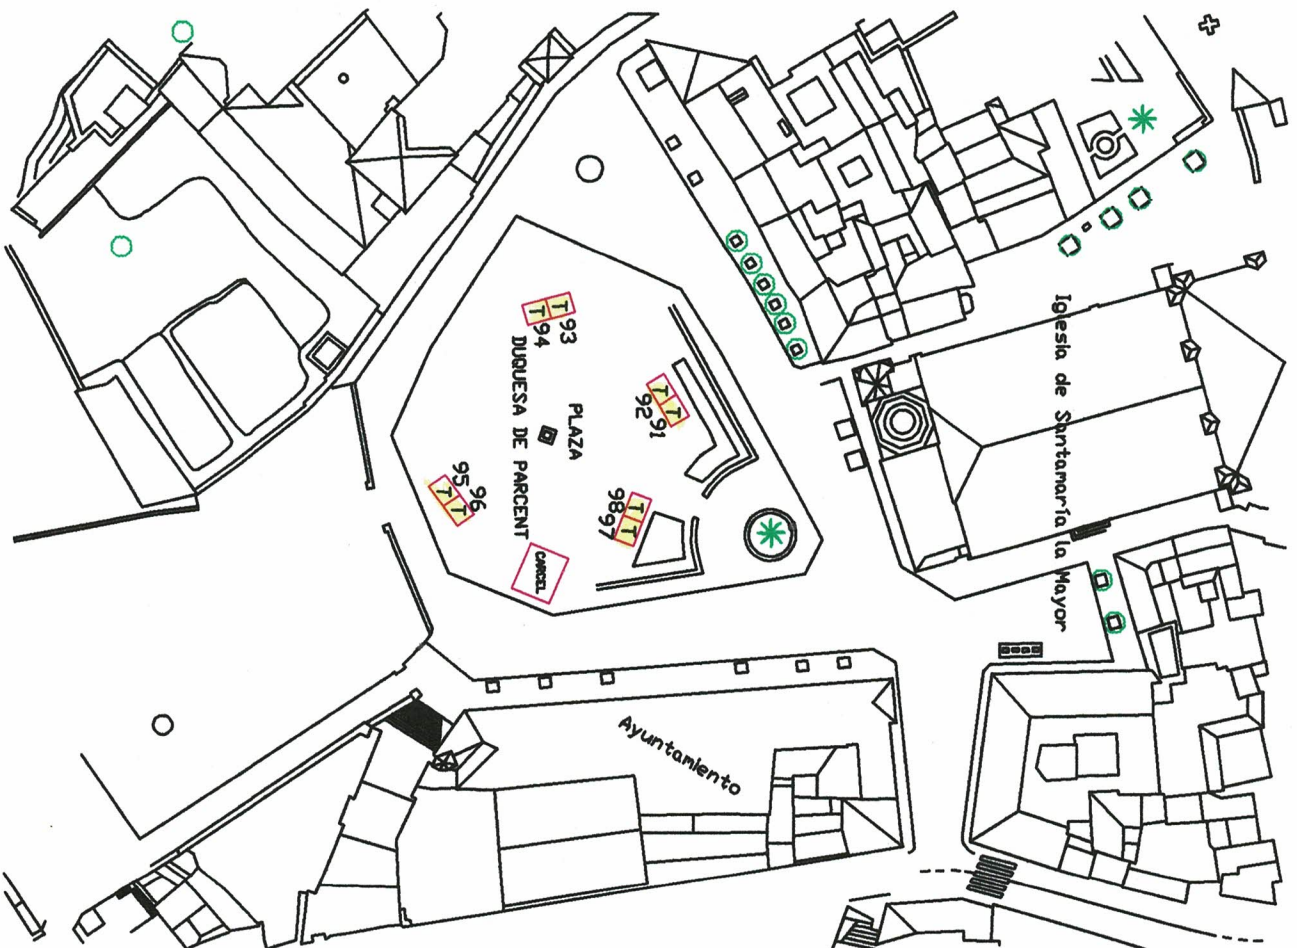 T T
93
94
PLAZA
DUQUESA DE PARCENT
T T
91
92
T T
95
96
T T
98
97
CARCEL
Iglesia de Santamaría la Mayor
Ayuntamiento